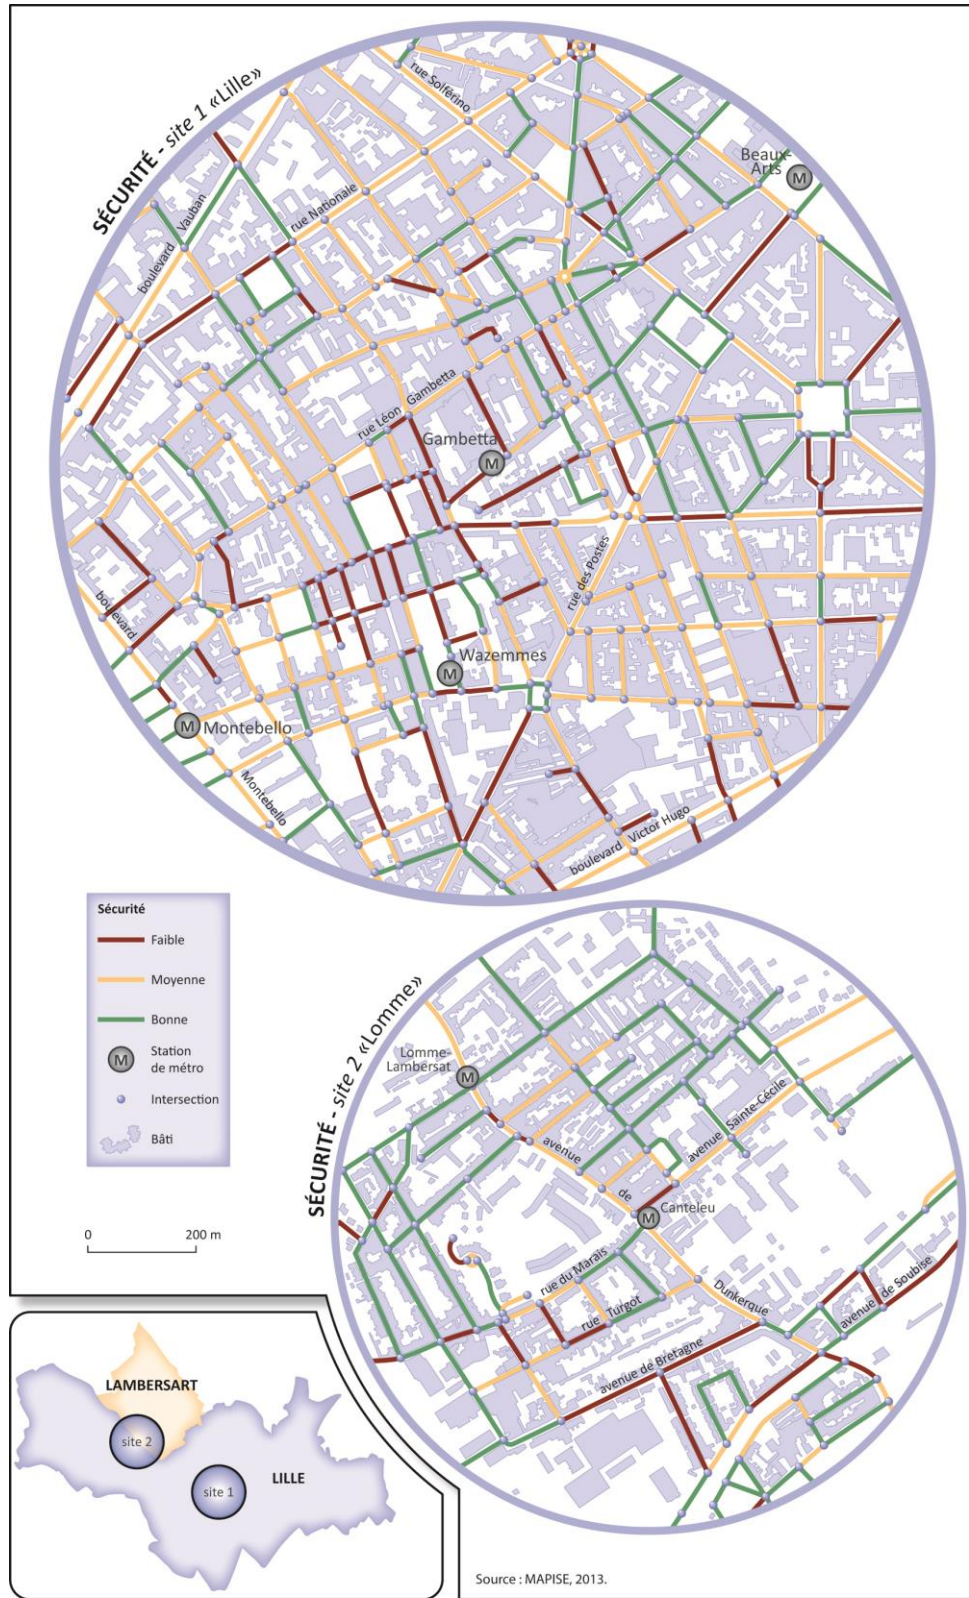 SÉCURITÉ - site 1 «Lille»
rue Solférino
Beaux-
Arts
M
boulevard Vauban
rue Nationale
rue Léon Gambetta
Gambetta
M
rue des Postes
boulevard
Wazemmes
M
M
Montebello
Montebello
boulevard Victor Hugo
Sécurité
Faible
Moyenne
Bonne
M
Station
de métro
Intersection
Bâti
0
200 m
SÉCURITÉ - site 2 «Lomme»
Lomme-
Lambersat
M
avenue Sainte-Cécile
avenue
de
M
Canteleu
rue du Marais
Dunkerque
rue Turgot
avenue de Soubise
avenue de Bretagne
LAMBERSART
site 2
LILLE
site 1
Source : MAPISE, 2013.